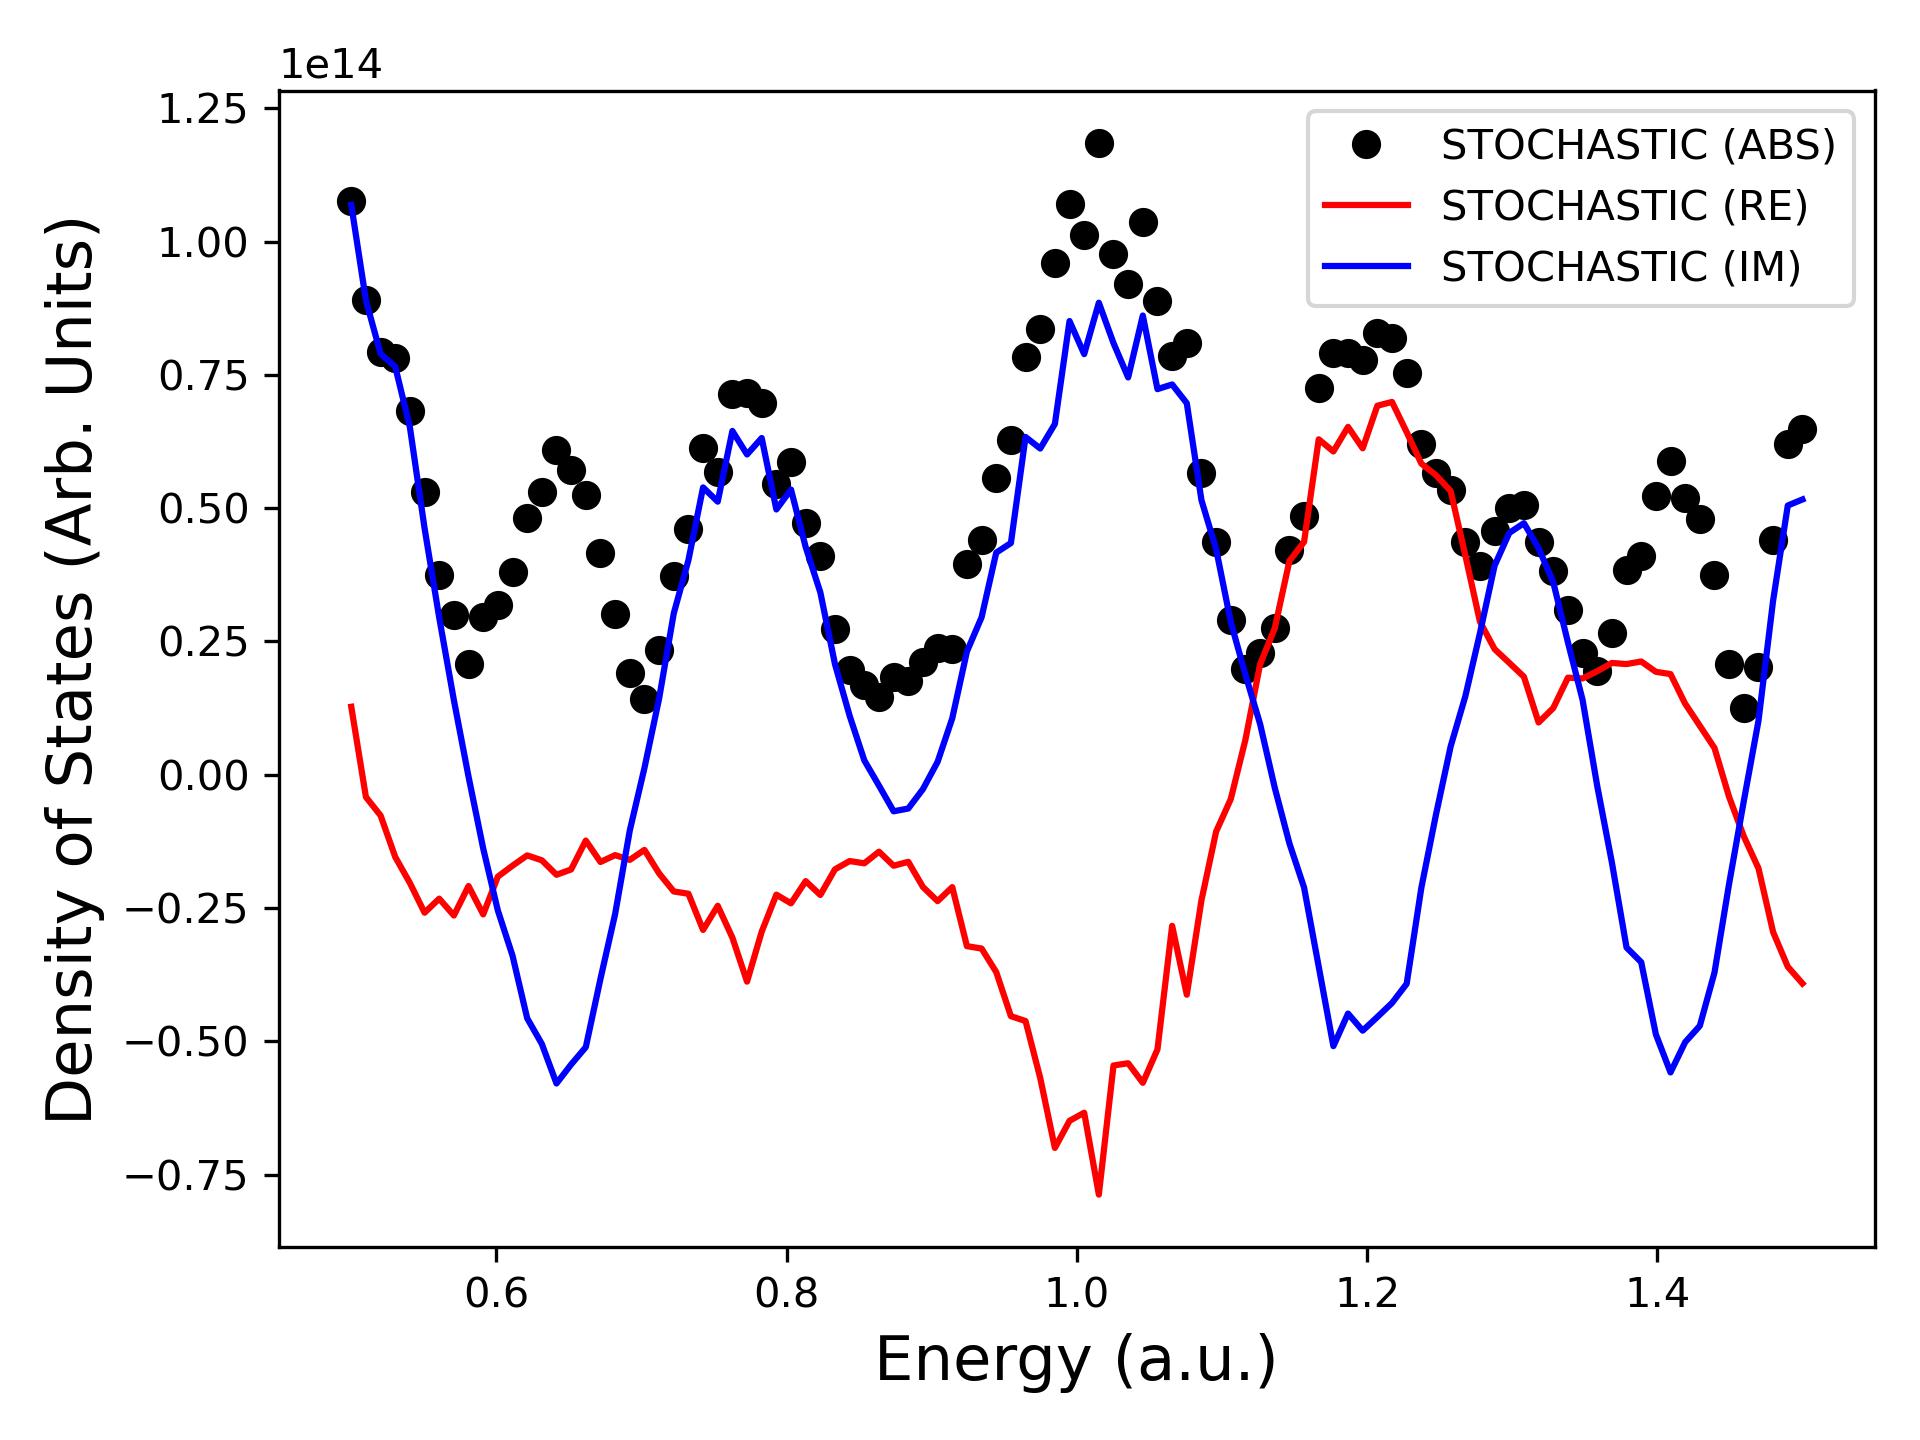 1e14
1.25
1.00
0.75
0.50
0.25
0.00
−0.25
−0.50
−0.75
Density of States (Arb. Units)
STOCHASTIC (ABS)
STOCHASTIC (RE)
STOCHASTIC (IM)
0.6 0.8 1.0 1.2 1.4
Energy (a.u.)